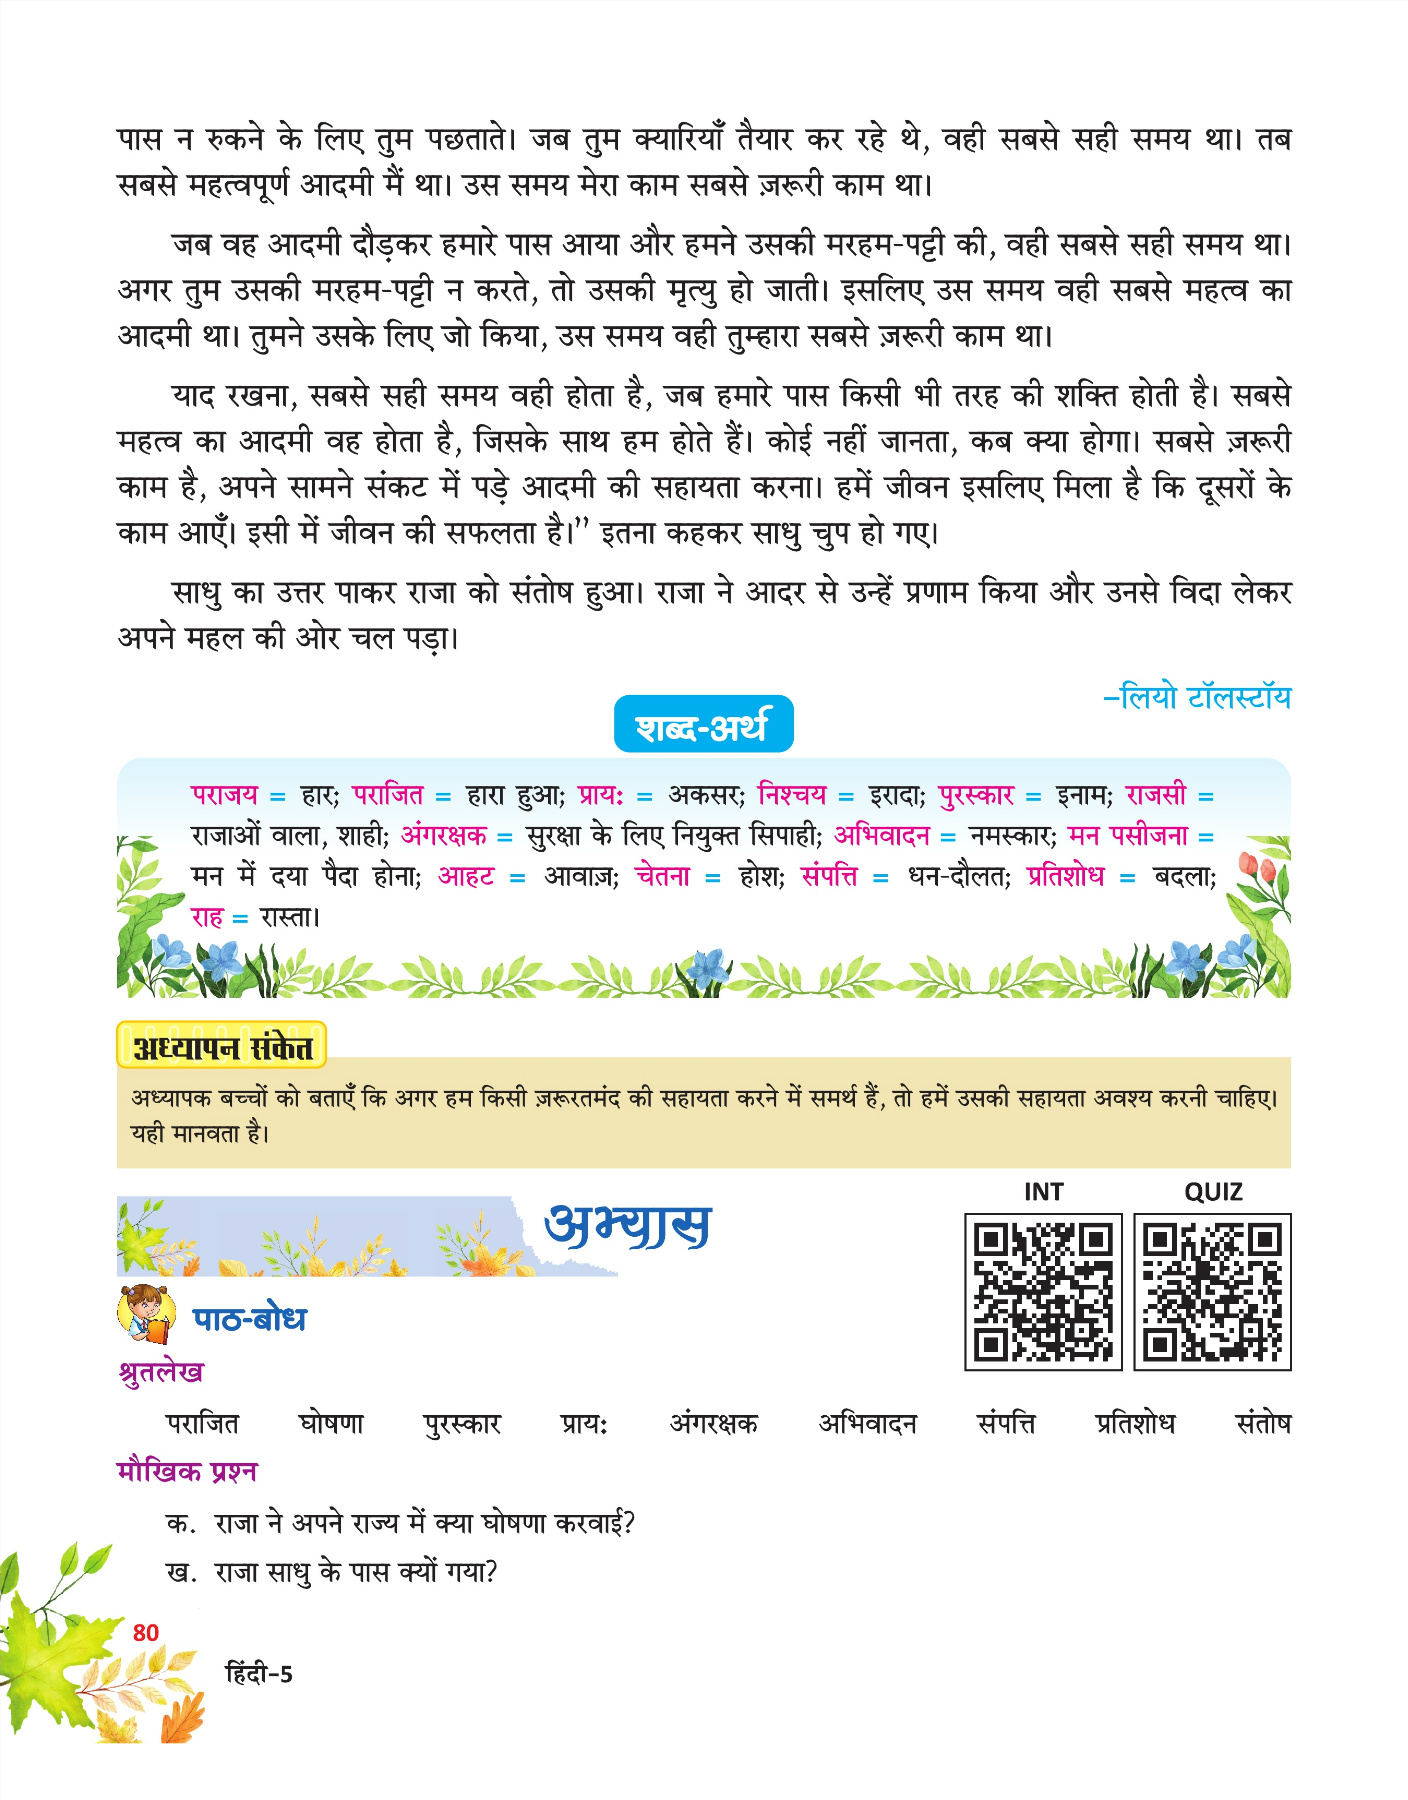 पास न रुकने के लिए तुम पछताते। जब तुम क्यारियाँ तैयार कर रहे थे, वही सबसे सही समय था। तब
सबसे महत्वपूर्ण आदमी मैं था। उस समय मेरा काम सबसे ज़रूरी काम था।
जब वह आदमी दौड़कर हमारे पास आया और हमने उसकी मरहम-पट्टी की, वही सबसे सही समय था।
अगर तुम उसकी मरहम-पट्टी न करते, तो उसकी मृत्यु हो जाती। इसलिए उस समय वही सबसे महत्व का
आदमी था। तुमने उसके लिए जो किया, उस समय वही तुम्हारा सबसे ज़रूरी काम था।
याद रखना, सबसे सही समय वही होता है, जब हमारे पास किसी भी तरह की शक्ति होती है। सबसे
महत्व का आदमी वह होता है, जिसके साथ हम होते हैं। कोई नहीं जानता, कब क्या होगा। सबसे ज़रूरी
काम है, अपने सामने संकट में पड़े आदमी की सहायता करना। हमें जीवन इसलिए मिला है कि दूसरों के
काम आएँ। इसी में जीवन की सफलता है।” इतना कहकर साधु चुप हो गए।
साधु का उत्तर पाकर राजा को संतोष हुआ। राजा ने आदर से उन्हें प्रणाम किया और उनसे विदा लेकर
अपने महल की ओर चल पड़ा।
–लियो टॉलस्टॉय
शब्द-अर्थ
पराजय = हार; पराजित = हारा हुआ; प्रायः = अकसर; निश्चय = इरादा; पुरस्कार = इनाम; राजसी =
राजाओं वाला, शाही; अंगरक्षक = सुरक्षा के लिए नियुक्त सिपाही; अभिवादन = नमस्कार; मन पसीजना =
मन में दया पैदा होना; आहट = आवाज़; चेतना = होश; संपत्ति = धन-दौलत; प्रतिशोध = बदला;
राह = रास्ता।
अध्यापन संकेत
अध्यापक बच्चों को बताएँ कि अगर हम किसी ज़रूरतमंद की सहायता करने में समर्थ हैं, तो हमें उसकी सहायता अवश्य करनी चाहिए।
यही मानवता है।
अभ्यास
INT QUIZ
पाठ-बोध
श्रुतलेख
पराजित घोषणा पुरस्कार प्रायः अंगरक्षक अभिवादन संपत्ति प्रतिशोध संतोष
मौखिक प्रश्न
क. राजा ने अपने राज्य में क्या घोषणा करवाई?
ख. राजा साधु के पास क्यों गया?
80
हिंदी–5